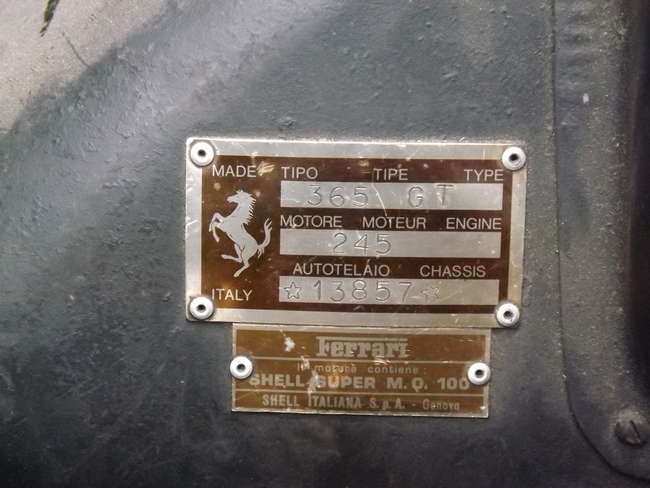 MADE TIPO TIPE TYPE
365 GT
MOTORE MOTEUR ENGINE
245
AUTOTELAIO CHASSIS
ITALY ☆13857☆
Ferrari
Il motore contiene:
SHELL SUPER M.O. 100
SHELL ITALIANA S.p.A. - Genova